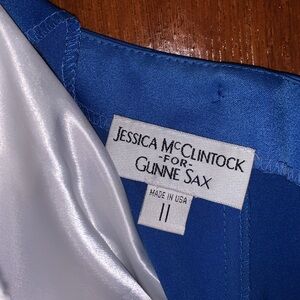 JESSICA McCLINTOCK
-FOR-
GUNNE SAX
MADE IN USA
11